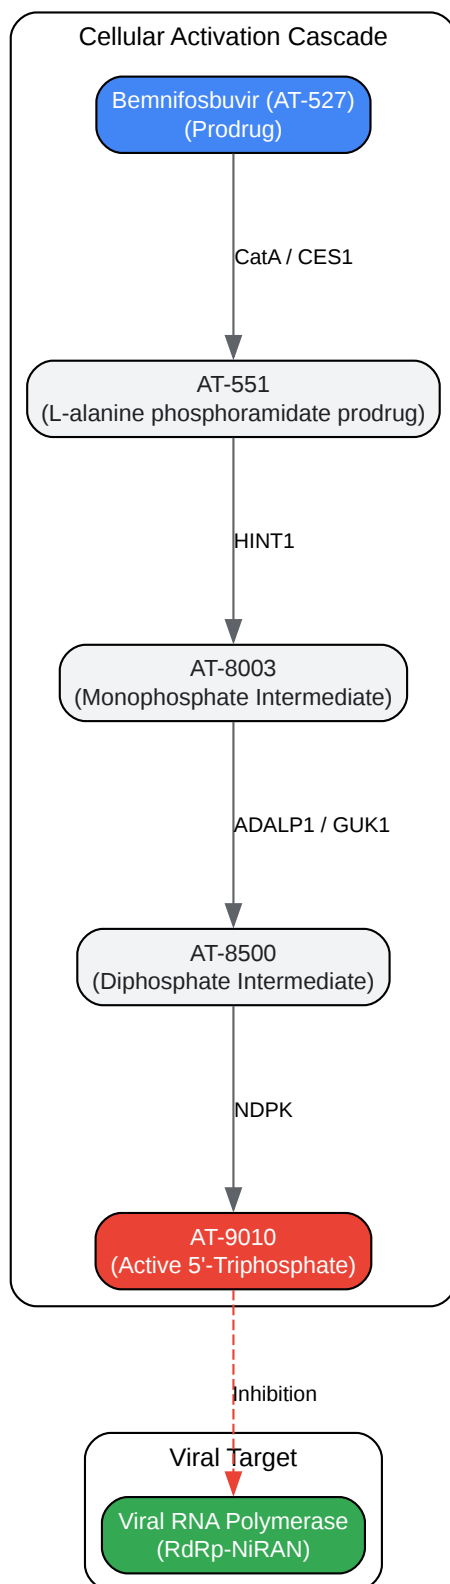 Cellular Activation Cascade
Bemnifosbuvir (AT-527)
(Prodrug)
CatA / CES1
AT-551
(L-alanine phosphoramidate prodrug)
HINT1
AT-8003
(Monophosphate Intermediate)
ADALP1 / GUK1
AT-8500
(Diphosphate Intermediate)
NDPK
AT-9010
(Active 5'-Triphosphate)
Inhibition
Viral Target
Viral RNA Polymerase
(RdRp-NiRAN)